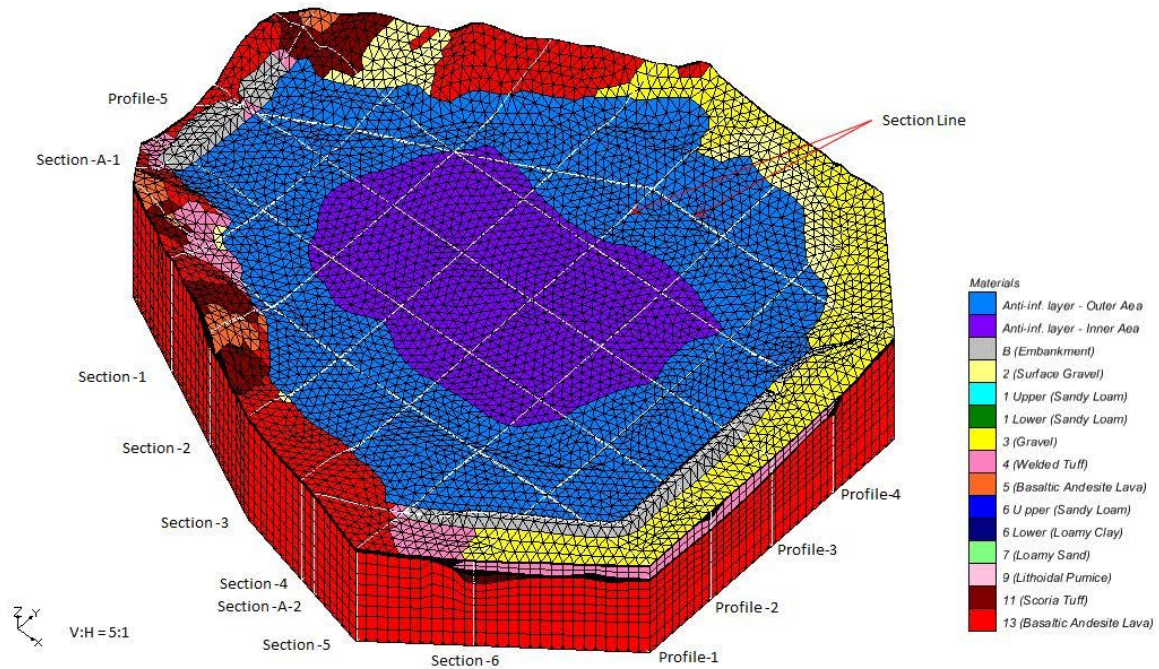 Profile-5
Section -A-1
Section Line
Section -1
Section -2
Section -3
Section -4
Section -A-2
Section -5
Section -6
Profile-1
Profile -2
Profile-3
Profile-4
Z
Y
X
V:H = 5:1
Materials
Anti-inf. layer - Outer Aea
Anti-inf. layer - Inner Aea
B (Embankment)
2 (Surface Gravel)
1 Upper (Sandy Loam)
1 Lower (Sandy Loam)
3 (Gravel)
4 (Welded Tuff)
5 (Basaltic Andesite Lava)
6 Upper (Sandy Loam)
6 Lower (Loamy Clay)
7 (Loamy Sand)
9 (Lithoidal Pumice)
11 (Scoria Tuff)
13 (Basaltic Andesite Lava)